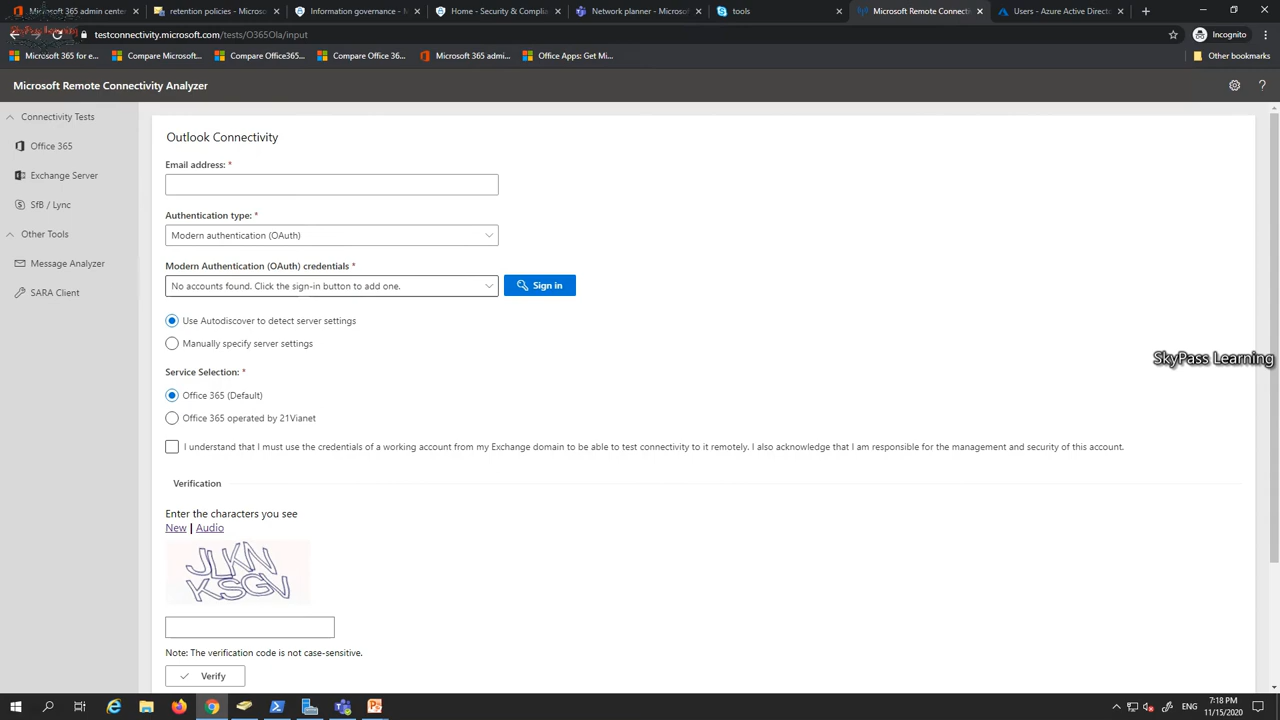 Microsoft 365 admin center
retention policies - Microso
Information governance - M
Home - Security & Complia
Network planner - Microsof
tools
Microsoft Remote Connecti
Users - Azure Active Direct
SkyPass Learning
testconnectivity.microsoft.com/tests/O365Ola/input
Incognito
Microsoft 365 for e...
Compare Microsoft...
Compare Office365...
Compare Office 36...
Microsoft 365 admi...
Office Apps: Get Mi...
Other bookmarks
Microsoft Remote Connectivity Analyzer
?
Connectivity Tests
Office 365
Exchange Server
SfB / Lync
Other Tools
Message Analyzer
SARA Client
Outlook Connectivity
Email address: *
Authentication type: *
Modern authentication (OAuth)
Modern Authentication (OAuth) credentials *
No accounts found. Click the sign-in button to add one.
Sign in
Use Autodiscover to detect server settings
Manually specify server settings
Service Selection: *
Office 365 (Default)
Office 365 operated by 21Vianet
I understand that I must use the credentials of a working account from my Exchange domain to be able to test connectivity to it remotely. I also acknowledge that I am responsible for the management and security of this account.
Verification
Enter the characters you see
New | Audio
JLKN
KSGV
Note: The verification code is not case-sensitive.
Verify
SkyPass Learning
ENG
7:18 PM
11/15/2020